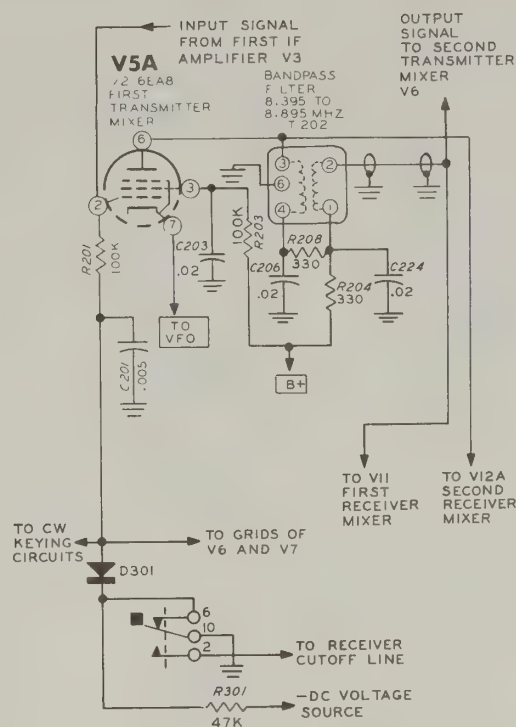 INPUT SIGNAL
FROM FIRST IF
AMPLIFIER V3
OUTPUT
SIGNAL
TO SECOND
TRANSMITTER
MIXER
V6
V5A
/2 6EA8
FIRST
TRANSMITTER
MIXER
BANDPASS
F LTER
8.395 TO
8.895 MHZ
T 202
6
3
2
7
R201
100K
C203
.02
100K
R203
3
6
4
2
1
R208
330
C206
.02
R204
330
C224
.02
C201
.005
TO
VFO
B+
TO V11
FIRST
RECEIVER
MIXER
TO V12A
SECOND
RECEIVER
MIXER
TO CW
KEYING
CIRCUITS
TO GRIDS OF
V6 AND V7
D301
6
10
2
TO RECEIVER
CUTOFF LINE
R301
47K
-DC VOLTAGE
SOURCE